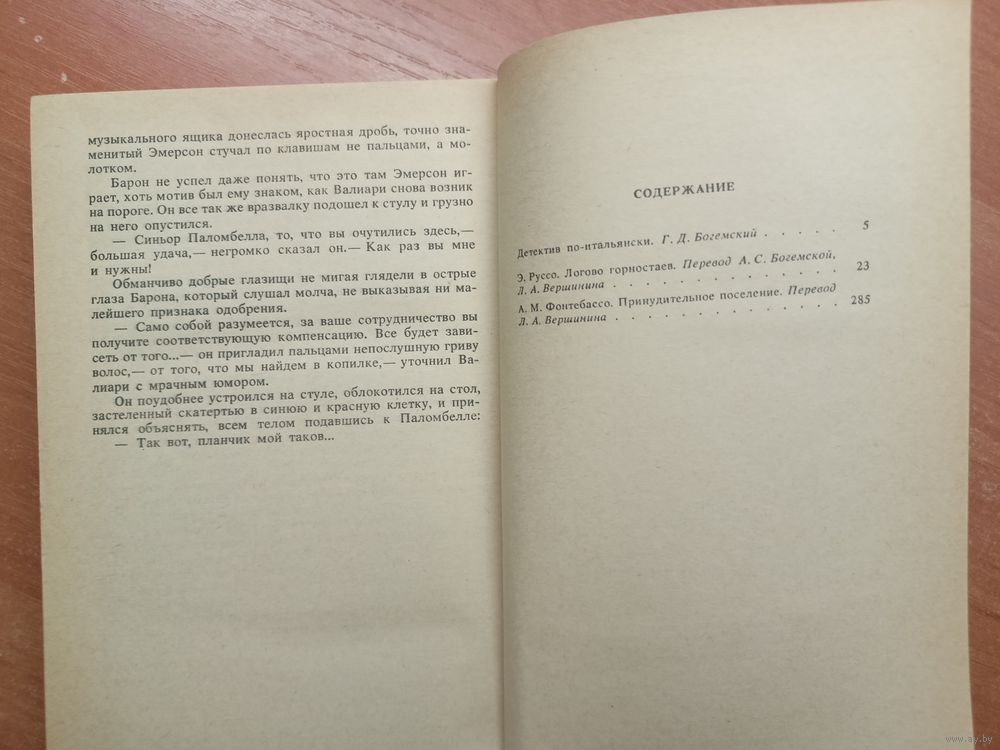 музыкального ящика донеслась яростная дробь, точно зна-
менитый Эмерсон стучал по клавишам не пальцами, а мо-
лотком.
Барон не успел даже понять, что это там Эмерсон иг-
рает, хоть мотив был ему знаком, как Валиари снова возник
на пороге. Он все так же вразвалку подошел к стулу и грузно
на него опустился.
— Синьор Паломбелла, то, что вы очутились здесь,—
большая удача,— негромко сказал он.— Как раз вы мне
и нужны!
Обманчиво добрые глазищи не мигая глядели в острые
глаза Барона, который слушал молча, не выказывая ни ма-
лейшего признака одобрения.
— Само собой разумеется, за ваше сотрудничество вы
получите соответствующую компенсацию. Все будет зави-
сеть от того...— он пригладил пальцами непослушную гриву
волос,— от того, что мы найдем в копилке,— уточнил Ва-
лиари с мрачным юмором.
Он поудобнее устроился на стуле, облокотился на стол,
застеленный скатертью в синюю и красную клетку, и при-
нялся объяснять, всем телом подавшись к Паломбелле:
— Так вот, планчик мой таков...
СОДЕРЖАНИЕ
Детектив по-итальянски. Г. Д. Богемский . . . . . 5
Э. Руссо. Логово горностаев. Перевод А. С. Богемской,
Л. А. Вершинина . . . . . . . . . . . 23
А. М. Фонтебассо. Принудительное поселение. Перевод
Л. А. Вершинина . . . . . . . . . . . 285
www.ay.by